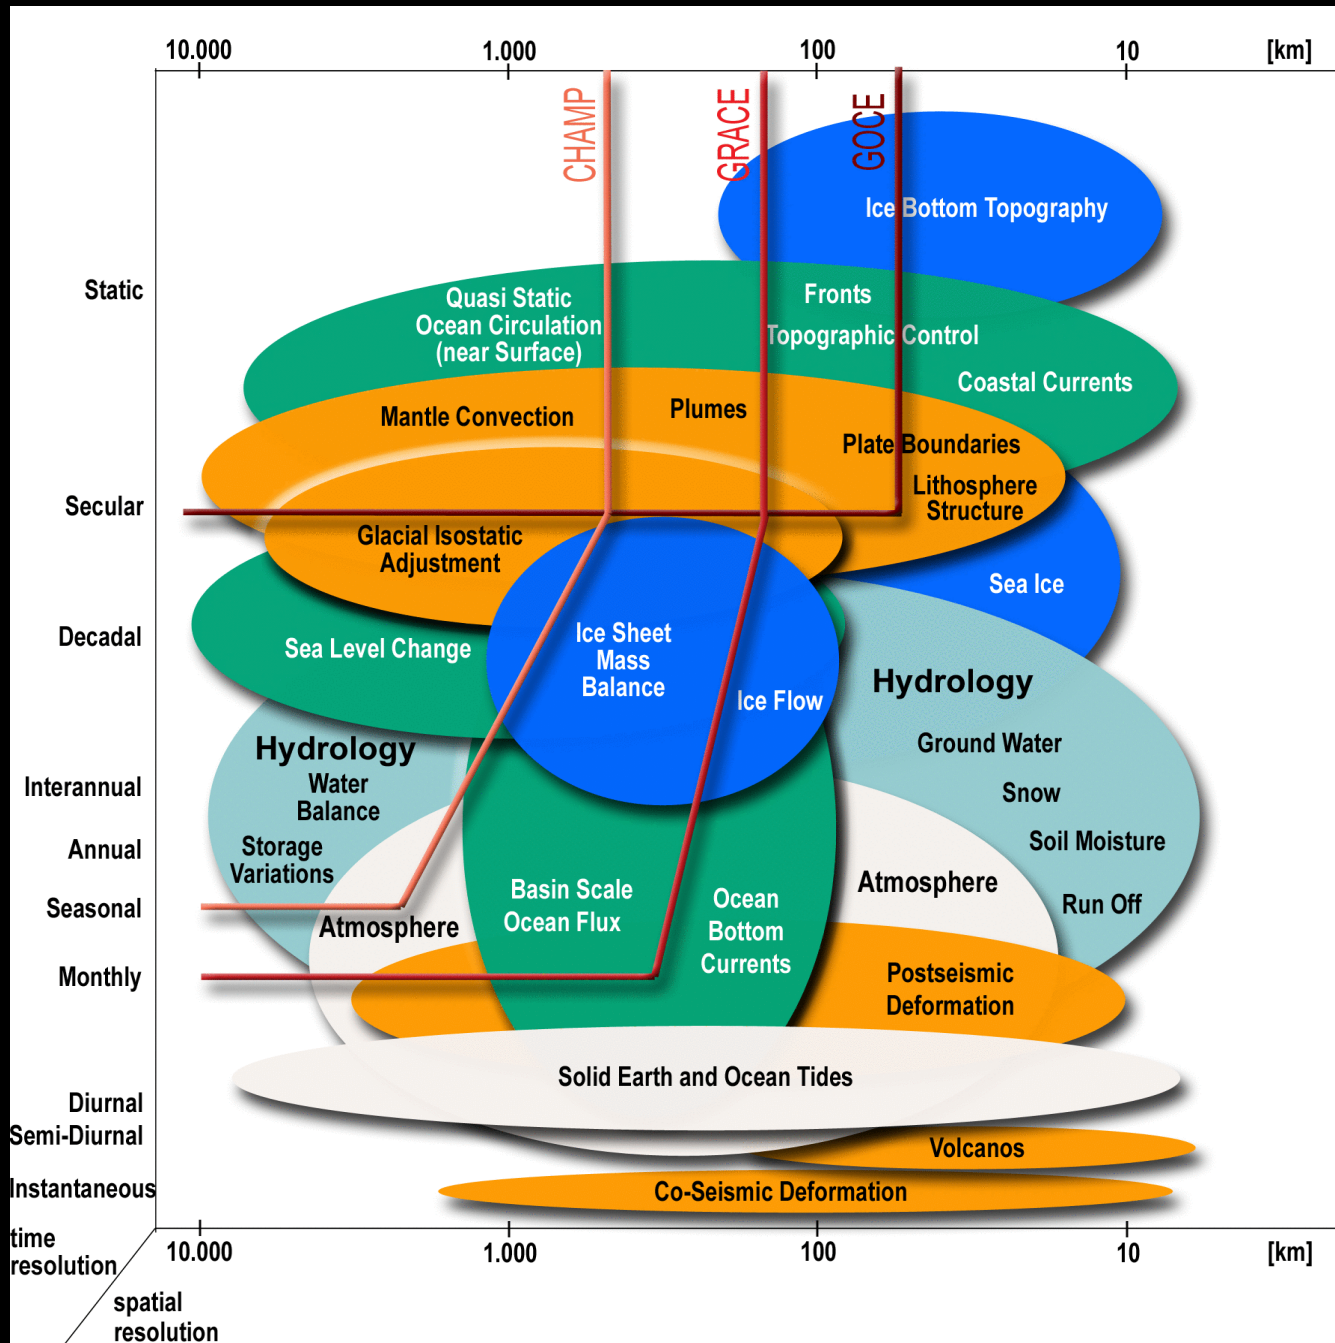 10.000 1.000 100 10 [km]
CHAMP
GRACE
GOCE
Ice Bottom Topography
Static
Quasi Static
Ocean Circulation
(near Surface)
Fronts
Topographic Control
Coastal Currents
Mantle Convection
Plumes
Plate Boundaries
Lithosphere
Structure
Secular
Glacial Isostatic
Adjustment
Sea Ice
Decadal
Sea Level Change
Ice Sheet
Mass
Balance
Ice Flow
Hydrology
Ground Water
Snow
Soil Moisture
Run Off
Hydrology
Water
Balance
Storage
Variations
Interannual
Annual
Seasonal
Monthly
Atmosphere
Basin Scale
Ocean Flux
Ocean
Bottom
Currents
Atmosphere
Postseismic
Deformation
Solid Earth and Ocean Tides
Diurnal
Semi-Diurnal
Volcanos
Instantaneous
Co-Seismic Deformation
time
resolution
10.000 1.000 100 10 [km]
spatial
resolution